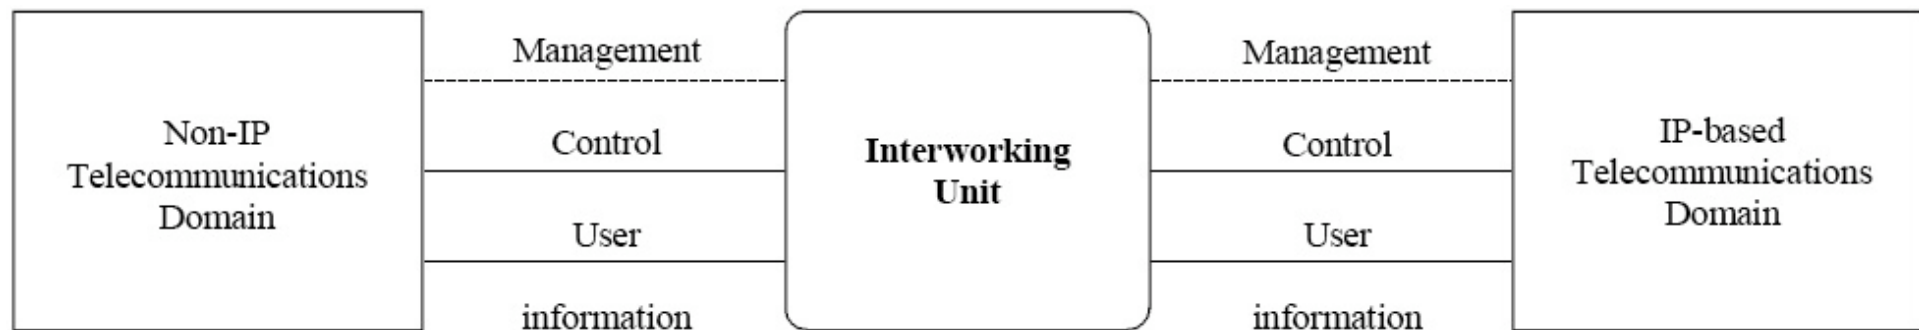 Non-IP
Telecommunications
Domain
Management
Control
User
information
Interworking
Unit
Management
Control
User
information
IP-based
Telecommunications
Domain